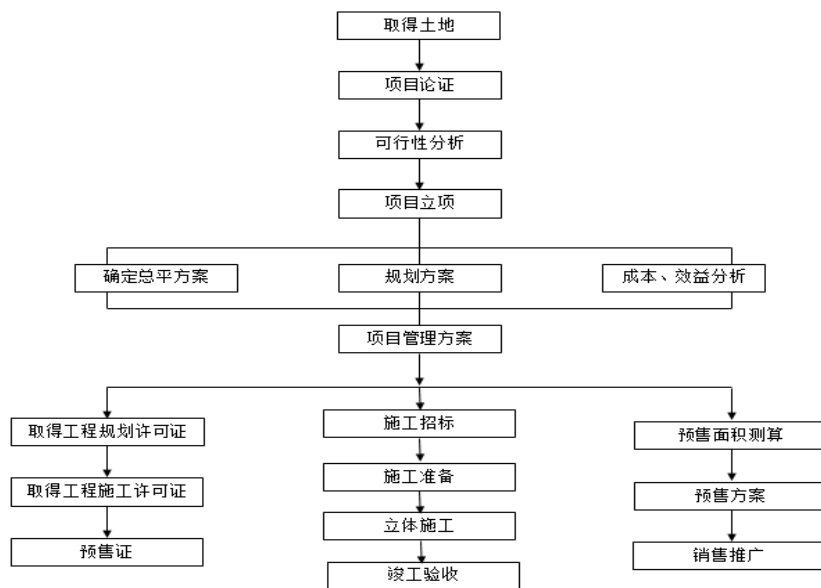 取得土地
项目论证
可行性分析
项目立项
确定总平方案
规划方案
成本、效益分析
项目管理方案
取得工程规划许可证
施工招标
预售面积测算
取得工程施工许可证
施工准备
预售方案
预售证
立体施工
销售推广
竣工验收